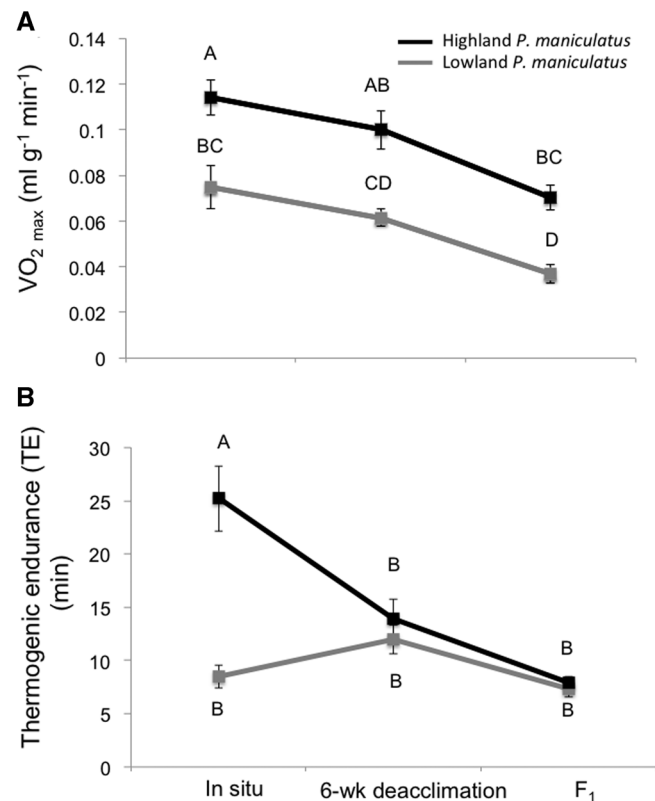 A
VO2 max (ml g-1 min-1)
0.14
0.12
0.1
0.08
0.06
0.04
0.02
0
Highland P. maniculatus
Lowland P. maniculatus
A
AB
BC
BC
CD
D
B
Thermogenic endurance (TE)
(min)
30
25
20
15
10
5
0
A
B
B
B
B
B
In situ
6-wk deacclimation
F1